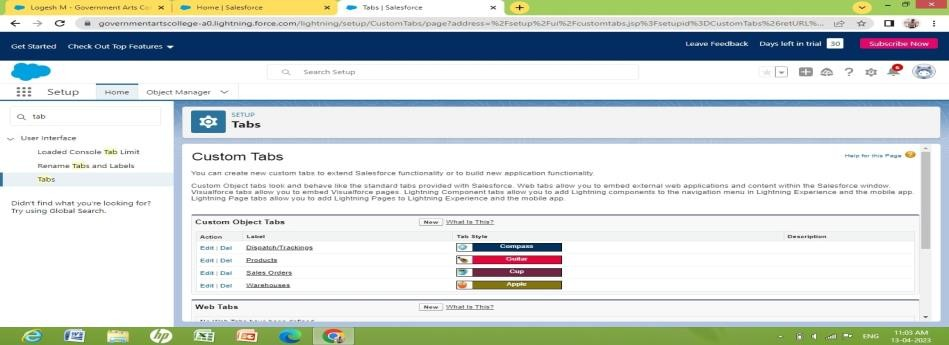 Logesh M - Government Arts Co
Home | Salesforce
Tabs | Salesforce
governmentartscollege-a0.lightning.force.com/lightning/setup/CustomTabs/page?address=%2Fsetup%2Fui%2Fcustomtabs.jsp%3Fsetupid%3DCustomTabs%26retURL%...
Get Started Check Out Top Features
Leave Feedback Days left in trial 30 Subscribe Now
Search Setup
Setup Home Object Manager
tab
User Interface
Loaded Console Tab Limit
Rename Tabs and Labels
Tabs
Didn't find what you're looking for?
Try using Global Search.
SETUP
Tabs
Custom Tabs
Help for this Page
You can create new custom tabs to extend Salesforce functionality or to build new application functionality.
Custom Object tabs look and behave like the standard tabs provided with Salesforce. Web tabs allow you to embed external web applications and content within the Salesforce window.
Visualforce tabs allow you to embed Visualforce pages. Lightning Component tabs allow you to add Lightning components to the navigation menu in Lightning Experience and the mobile app.
Lightning Page tabs allow you to add Lightning Pages to Lightning Experience and the mobile app.
Custom Object Tabs New What Is This?
Action Label Tab Style Description
Edit | Del Dispatch/Trackings Compass
Edit | Del Products Guitar
Edit | Del Sales Orders Cup
Edit | Del Warehouses Apple
Web Tabs New What Is This?
No Web Tabs have been defined
ENG 11:03 AM
13-04-2023